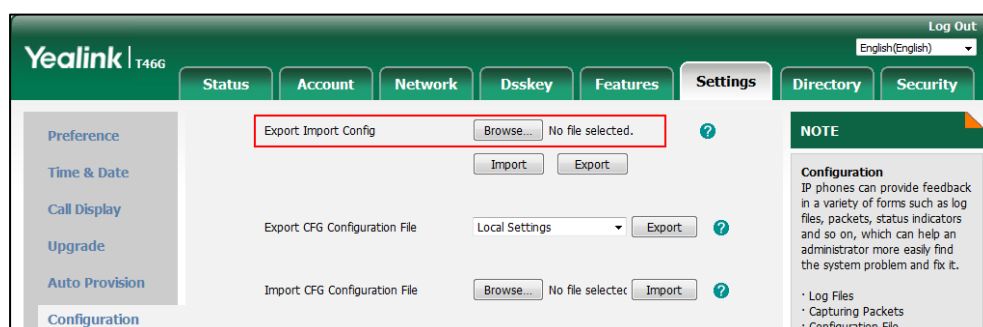 Log Out
Yealink | T46G
English(English)
Status Account Network Dsskey Features Settings Directory Security
Preference
Time & Date
Call Display
Upgrade
Auto Provision
Configuration
Export Import Config Browse... No file selected.
Import Export
Export CFG Configuration File Local Settings Export
Import CFG Configuration File Browse... No file selectec Import
NOTE
Configuration
IP phones can provide feedback
in a variety of forms such as log
files, packets, status indicators
and so on, which can help an
administrator more easily find
the system problem and fix it.
· Log Files
· Capturing Packets
· Configuration File